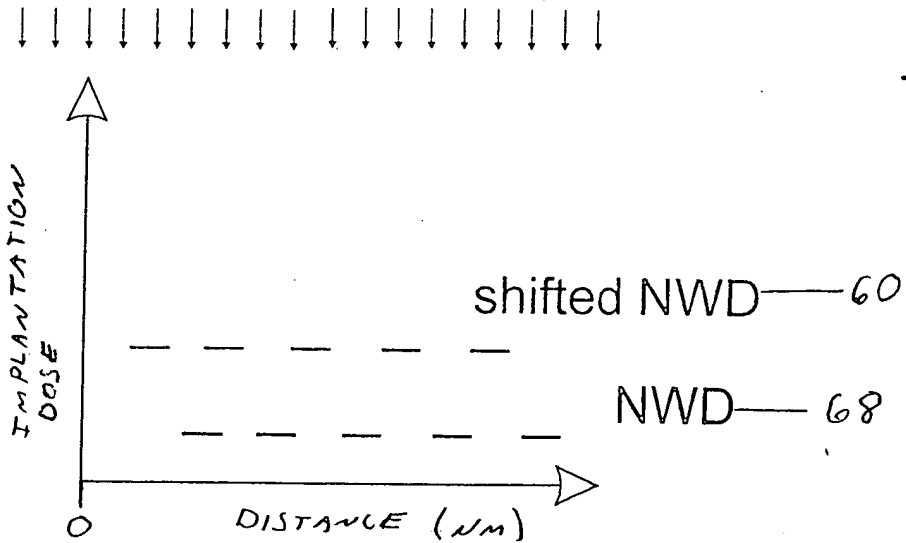 IMPLANTATION
DOSE
shifted NWD 60
NWD 68
0
DISTANCE (NM)